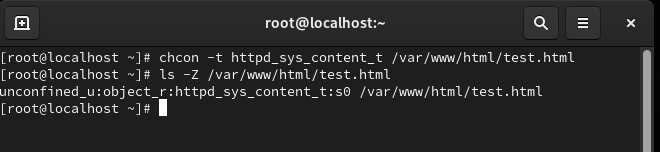 root@localhost:~
[root@localhost ~]# chcon -t httpd_sys_content_t /var/www/html/test.html
[root@localhost ~]# ls -Z /var/www/html/test.html
unconfined_u:object_r:httpd_sys_content_t:s0 /var/www/html/test.html
[root@localhost ~]#